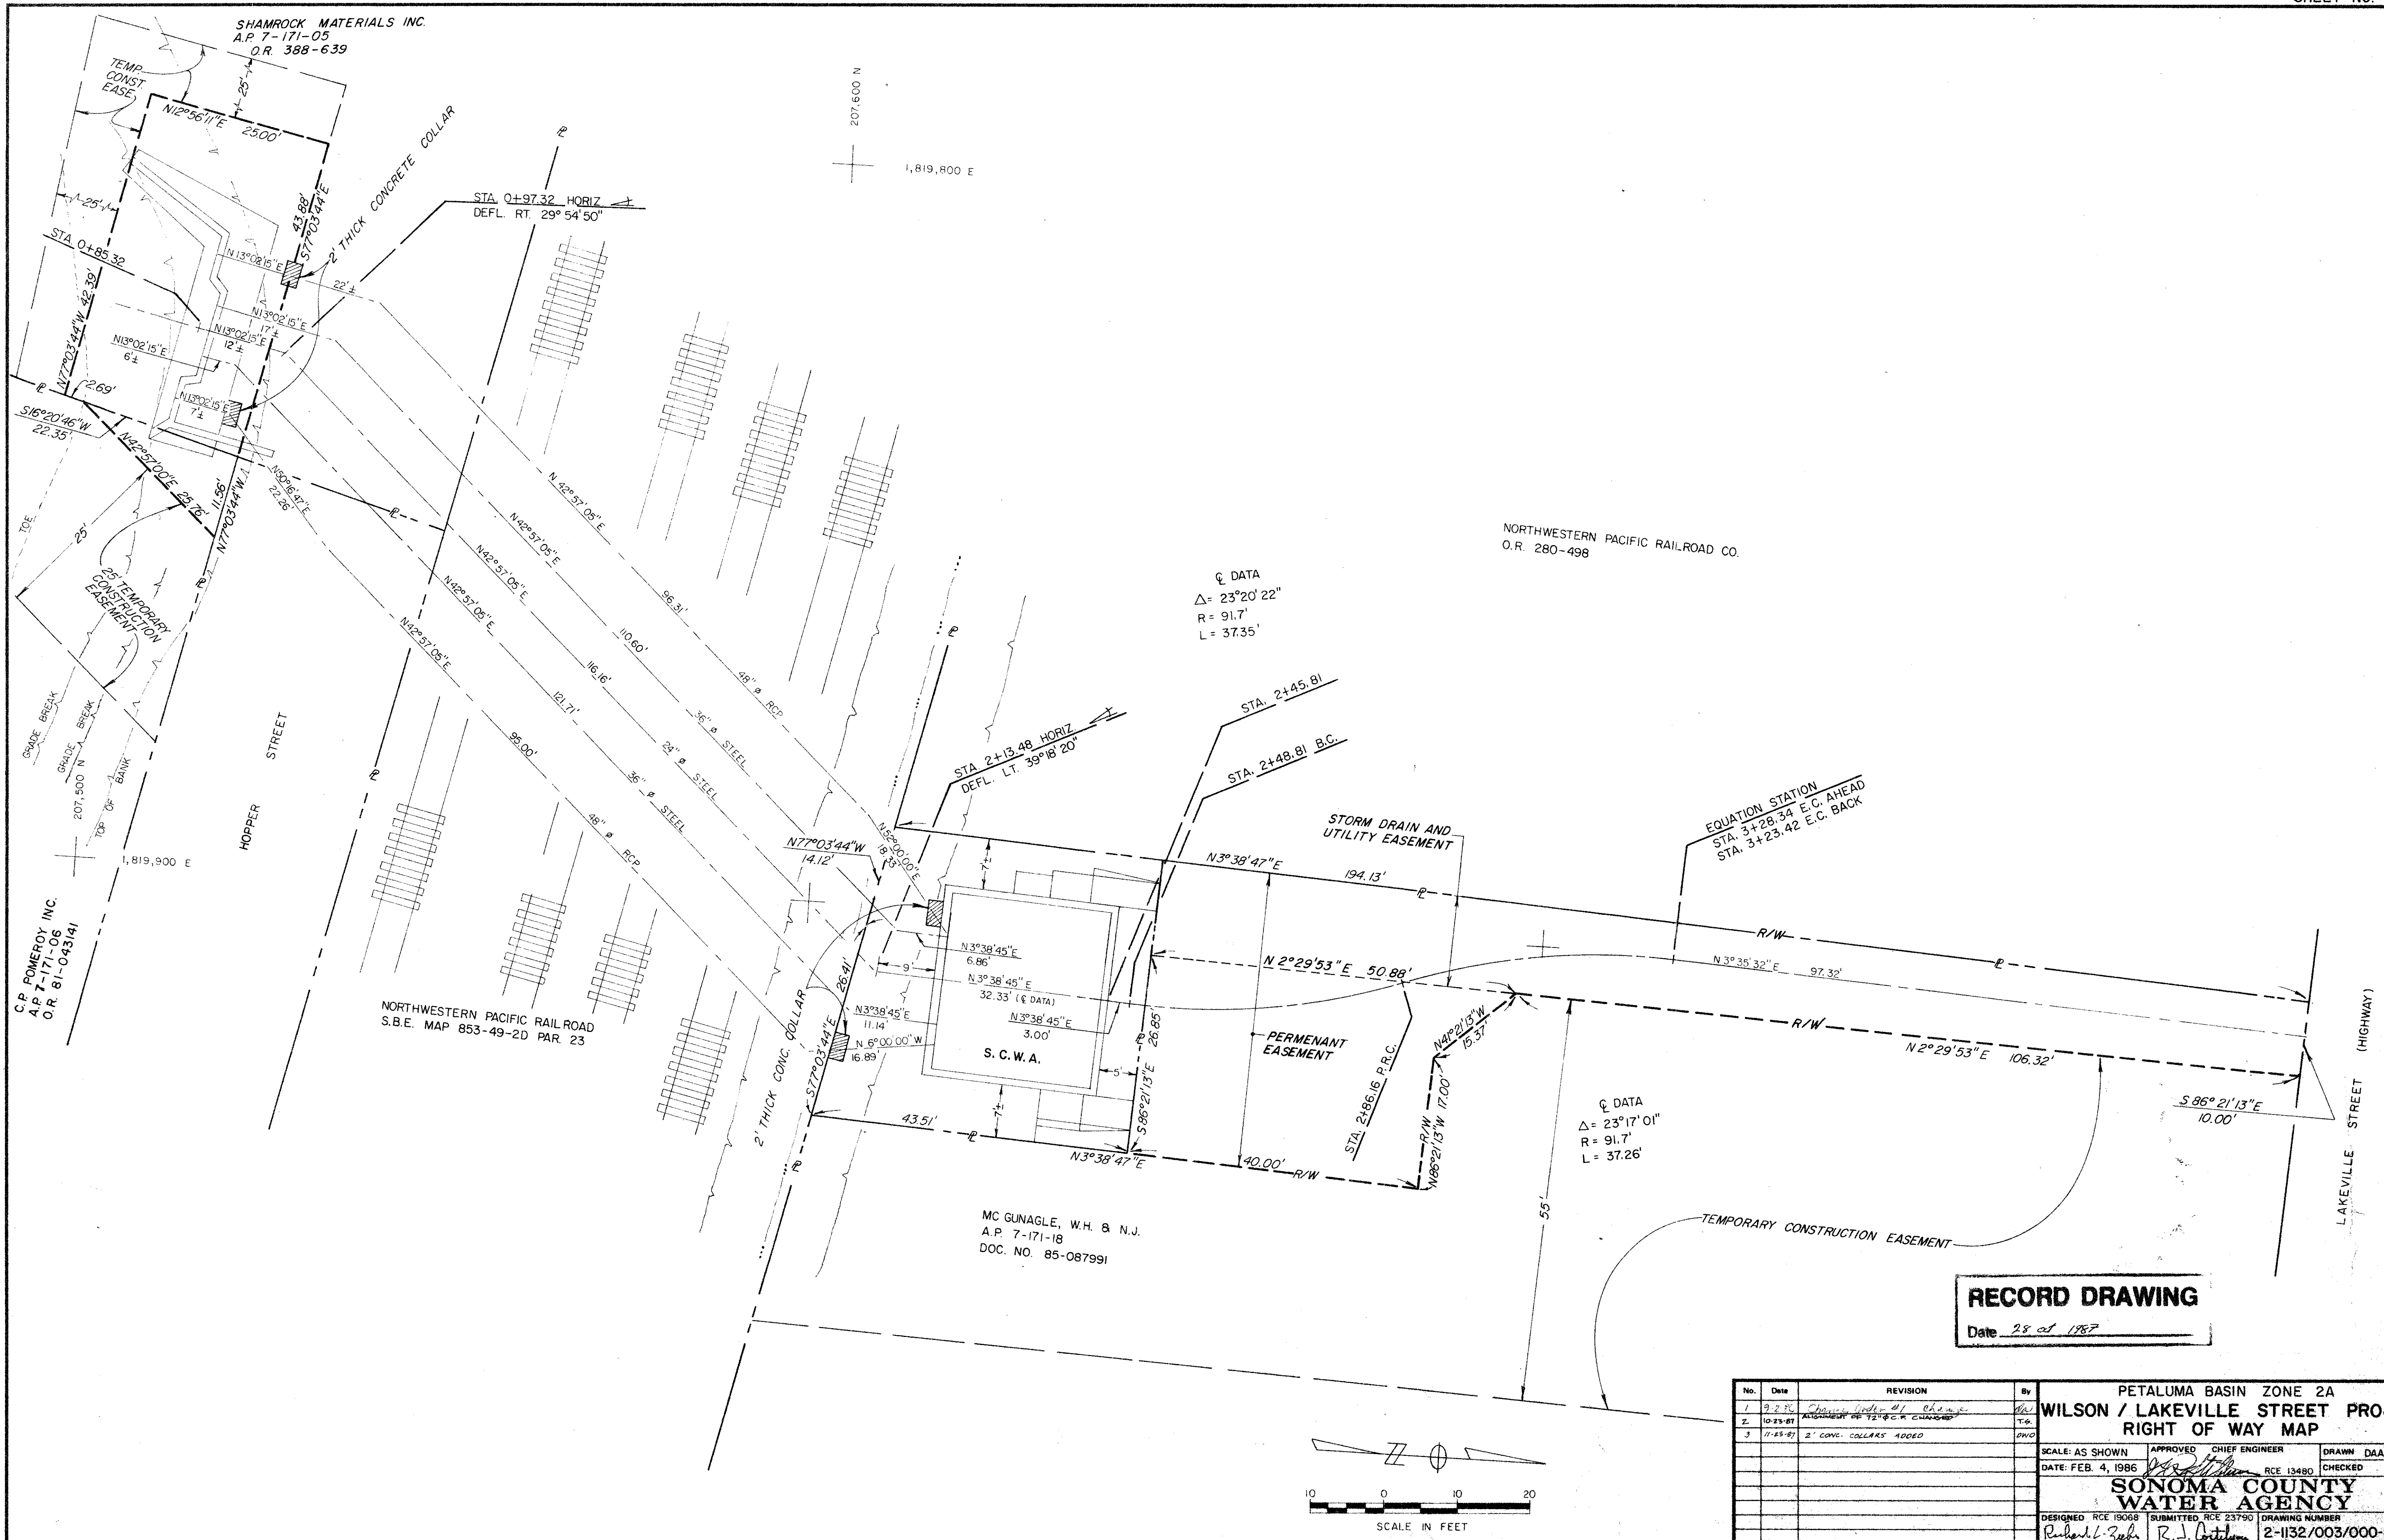 SHEET NO.
SHAMROCK MATERIALS INC.
A.P. 7-171-05
O.R. 388-639
TEMP.
CONST.
EASE.
25'
N12°56'11"E 25.00'
43.88'
S77°03'44"E
2' THICK CONCRETE COLLAR
25'
STA. 0+85.32
STA. 0+97.32 HORIZ
DEFL. RT. 29°54'50"
207,600 N
1,819,800 E
N13°02'15"E
22'±
N13°02'15"E
17'±
N13°02'15"E
12'±
N13°02'15"E
6'±
N13°02'15"E
7'±
N77°03'44"W 42.39'
2.69'
S16°20'46"W
22.35'
N42°57'00"E 25.76'
11.56'
N77°03'44"W
N50°16'47"E
22.26'
TOE
25'
25' TEMPORARY
CONSTRUCTION
EASEMENT
GRADE BREAK
GRADE BREAK
207,500 N
TOP OF BANK
1,819,900 E
HOPPER STREET
C.P. POMEROY INC.
A.P. 7-171-06
O.R. 81-043141
N 42°57'05"E
96.31'
48" ø RCP
N42°57'05"E
110.60'
36" ø STEEL
N42°57'05"E
116.16'
24" ø STEEL
N42°57'05"E
121.71'
36" ø STEEL
N42°57'05"E
95.00'
48" ø RCP
NORTHWESTERN PACIFIC RAILROAD
S.B.E. MAP 853-49-2D PAR. 23
NORTHWESTERN PACIFIC RAILROAD CO.
O.R. 280-498
℄ DATA
Δ= 23°20'22"
R = 91.7'
L = 37.35'
STA. 2+45.81
STA. 2+48.81 B.C.
STA. 2+13.48 HORIZ
DEFL. LT. 39°18'20"
N77°03'44"W
14.12'
N52°00'00"E
18.33'
7'±
STORM DRAIN AND
UTILITY EASEMENT
EQUATION STATION
STA. 3+28.34 E.C. AHEAD
STA. 3+23.42 E.C. BACK
N3°38'47"E
194.13'
R/W
N3°38'45"E
6.86'
9'
N3°38'45"E
32.33' (℄ DATA)
N3°38'45"E
11.14'
N3°38'45"E
3.00'
N 6°00'00"W
16.89'
S.C.W.A.
5'
7'±
26.41'
S77°03'44"E
2' THICK CONC. COLLAR
S86°21'13"E 26.85'
N 2°29'53"E 50.88'
PERMENANT
EASEMENT
N3°35'32"E 97.32'
R/W
N2°29'53"E 106.32'
N41°21'13"W
15.37'
STA. 2+86.16 P.R.C.
R/W
N86°21'13"W 17.00'
43.51'
N3°38'47"E
40.00'
R/W
℄ DATA
Δ= 23°17'01"
R = 91.7'
L = 37.26'
S 86°21'13"E
10.00'
LAKEVILLE STREET (HIGHWAY)
55'
TEMPORARY CONSTRUCTION EASEMENT
MC GUNAGLE, W.H. & N.J.
A.P. 7-171-18
DOC. NO. 85-087991
RECORD DRAWING
Date 28 oct 1987
N
10 0 10 20
SCALE IN FEET
No. Date REVISION By
1 Change Order #1 Change
2 10-23-87 ALIGNMENT OF 72" ø C.P. CHANGED T.G.
3 11-25-87 2' CONC. COLLARS ADDED DWO
PETALUMA BASIN ZONE 2A
WILSON / LAKEVILLE STREET PRO
RIGHT OF WAY MAP
SCALE: AS SHOWN APPROVED CHIEF ENGINEER DRAWN DAA
DATE: FEB. 4, 1986 RCE 13480 CHECKED
SONOMA COUNTY
WATER AGENCY
DESIGNED RCE 19068 SUBMITTED RCE 23790 DRAWING NUMBER
2-1132/003/000-